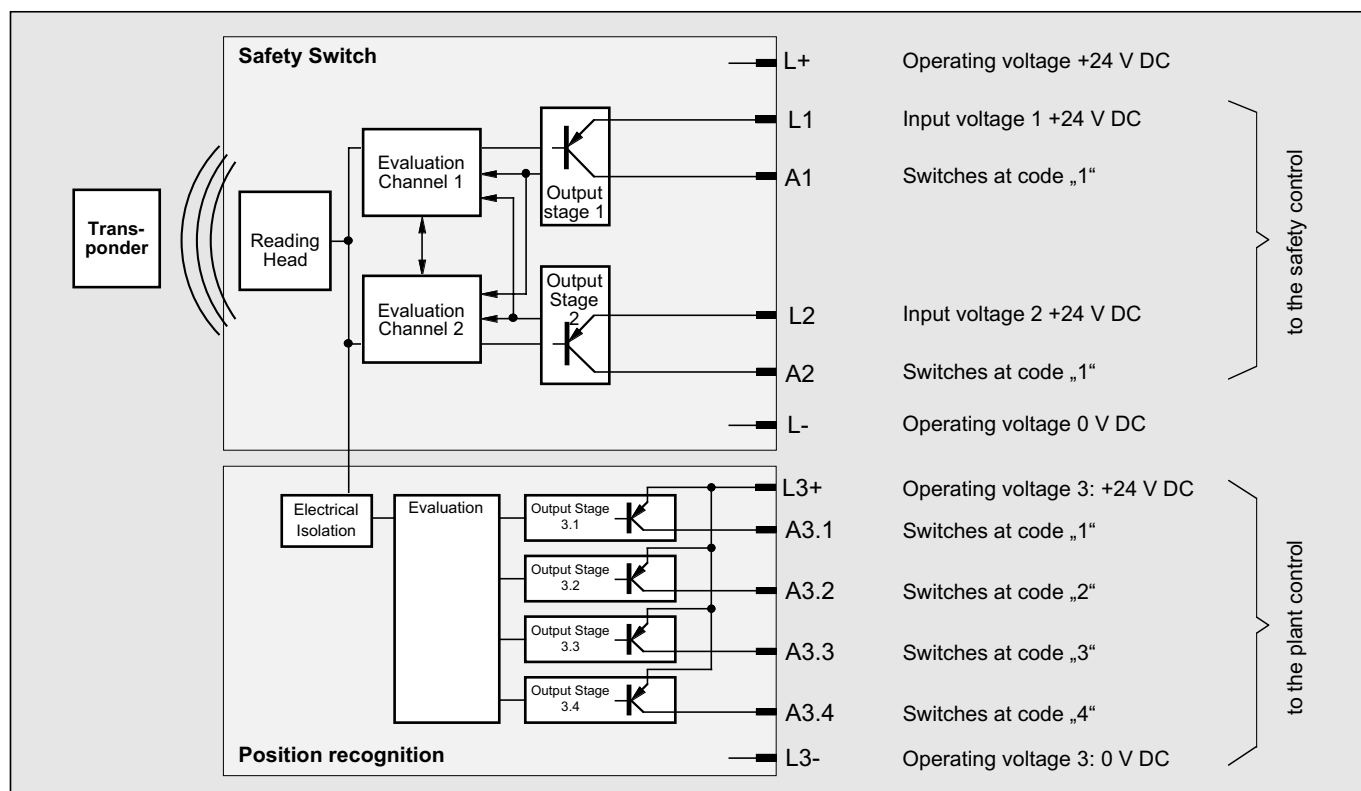 Safety Switch
L+ Operating voltage +24 V DC
L1 Input voltage 1 +24 V DC
Evaluation
Channel 1
A1 Switches at code „1“
Output
stage 1
Trans-
ponder
Reading
Head
to the safety control
Output
Stage
2
Evaluation
Channel 2
L2 Input voltage 2 +24 V DC
A2 Switches at code „1“
L- Operating voltage 0 V DC
L3+ Operating voltage 3: +24 V DC
Electrical
Isolation
Evaluation
Output Stage
3.1
A3.1 Switches at code „1“
Output Stage
3.2
A3.2 Switches at code „2“
Output Stage
3.3
A3.3 Switches at code „3“
Output Stage
3.4
A3.4 Switches at code „4“
to the plant control
Position recognition
L3- Operating voltage 3: 0 V DC